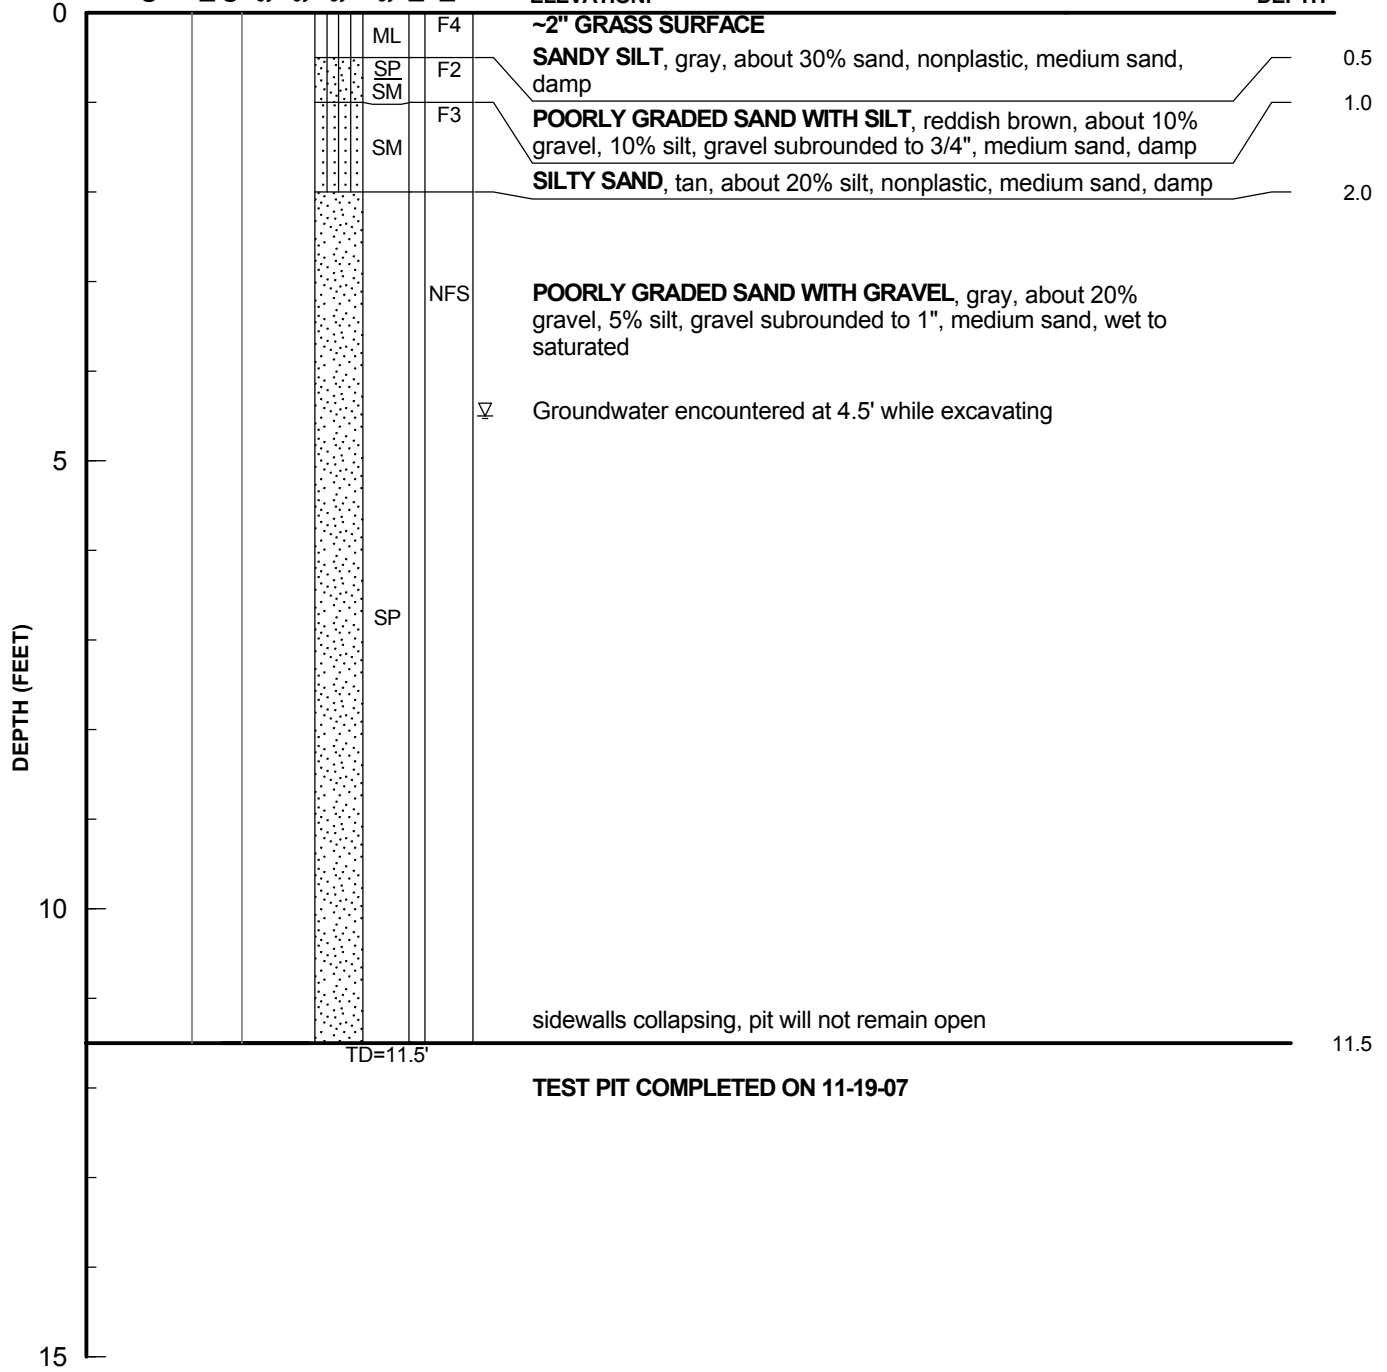 0
ML
F4
~2" GRASS SURFACE
SP
SM
F2
SANDY SILT, gray, about 30% sand, nonplastic, medium sand,
damp
0.5
1.0
F3
SM
POORLY GRADED SAND WITH SILT, reddish brown, about 10%
gravel, 10% silt, gravel subrounded to 3/4", medium sand, damp
SILTY SAND, tan, about 20% silt, nonplastic, medium sand, damp
2.0
NFS
POORLY GRADED SAND WITH GRAVEL, gray, about 20%
gravel, 5% silt, gravel subrounded to 1", medium sand, wet to
saturated
Groundwater encountered at 4.5' while excavating
5
SP
DEPTH (FEET)
10
sidewalls collapsing, pit will not remain open
11.5
TD=11.5'
TEST PIT COMPLETED ON 11-19-07
15